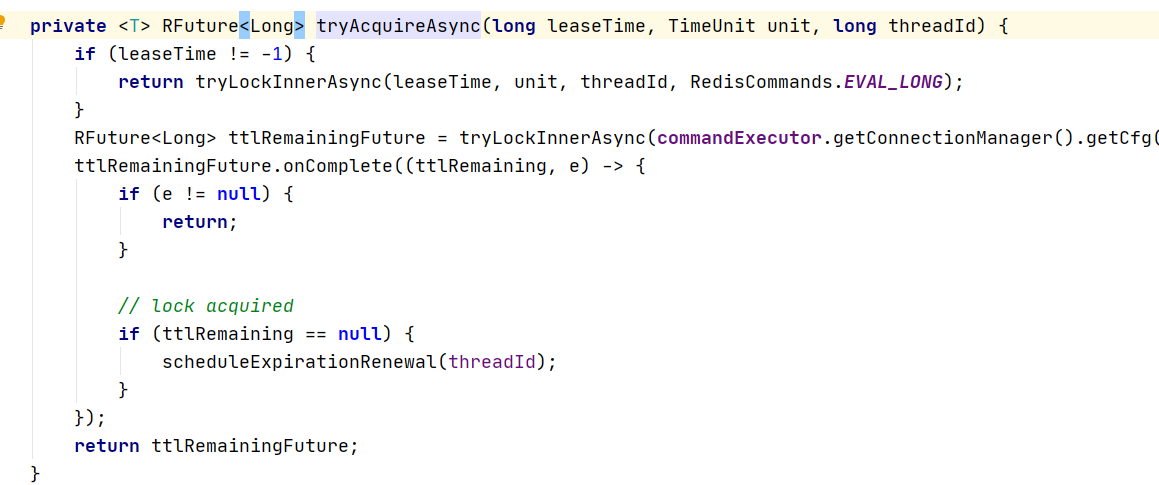 private <T> RFuture<Long> tryAcquireAsync(long leaseTime, TimeUnit unit, long threadId) {
if (leaseTime != -1) {
return tryLockInnerAsync(leaseTime, unit, threadId, RedisCommands.EVAL_LONG);
}
RFuture<Long> ttlRemainingFuture = tryLockInnerAsync(commandExecutor.getConnectionManager().getCfg(
ttlRemainingFuture.onComplete((ttlRemaining, e) -> {
if (e != null) {
return;
}
// lock acquired
if (ttlRemaining == null) {
scheduleExpirationRenewal(threadId);
}
});
return ttlRemainingFuture;
}